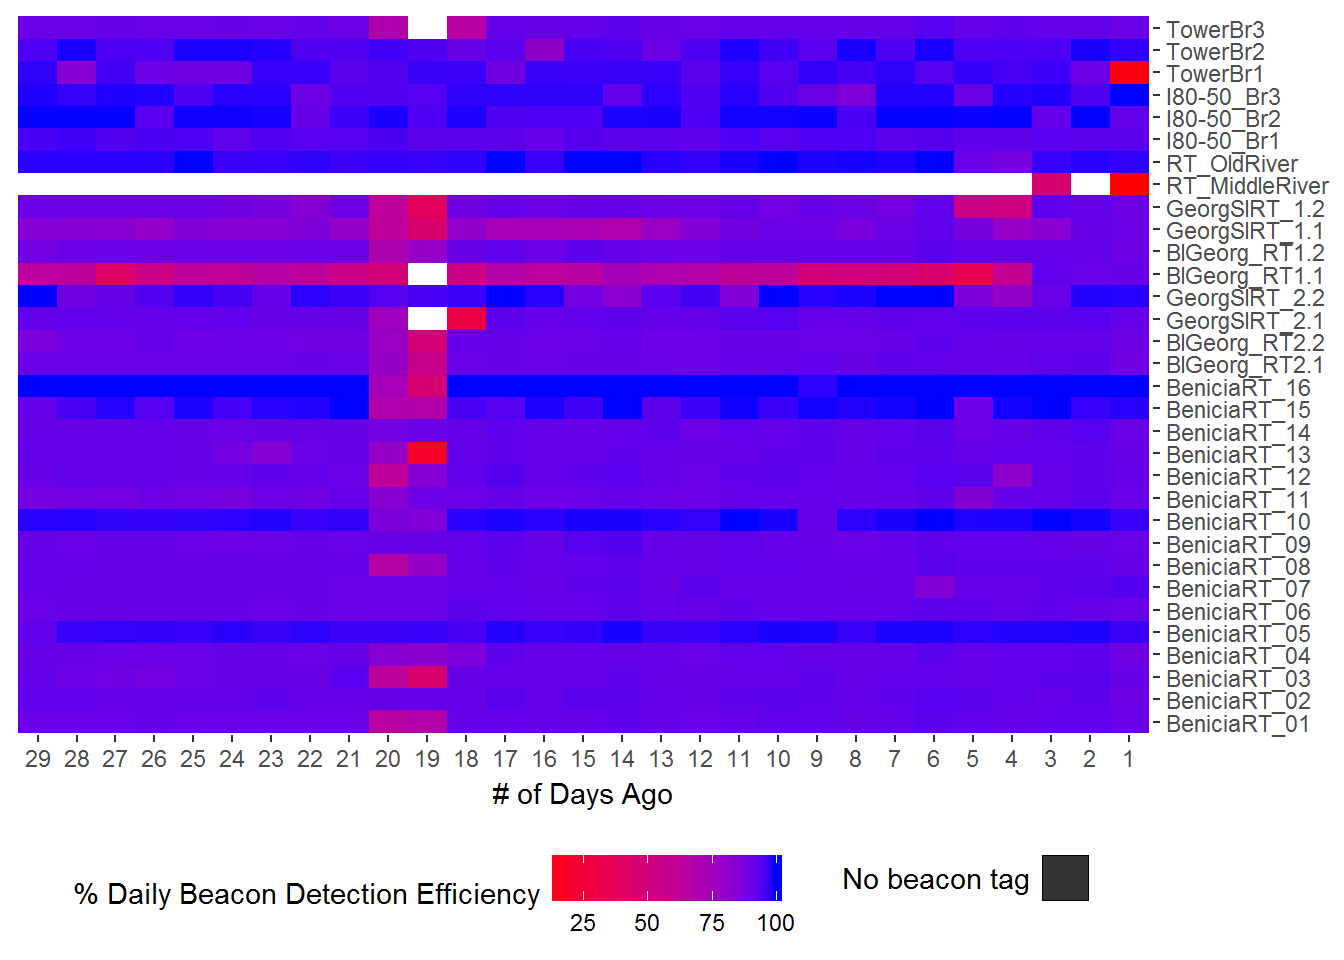 TowerBr3
TowerBr2
TowerBr1
I80-50_Br3
I80-50_Br2
I80-50_Br1
RT_OldRiver
RT_MiddleRiver
GeorgSlRT_1.2
GeorgSlRT_1.1
BlGeorg_RT1.2
BlGeorg_RT1.1
GeorgSlRT_2.2
GeorgSlRT_2.1
BlGeorg_RT2.2
BlGeorg_RT2.1
BeniciaRT_16
BeniciaRT_15
BeniciaRT_14
BeniciaRT_13
BeniciaRT_12
BeniciaRT_11
BeniciaRT_10
BeniciaRT_09
BeniciaRT_08
BeniciaRT_07
BeniciaRT_06
BeniciaRT_05
BeniciaRT_04
BeniciaRT_03
BeniciaRT_02
BeniciaRT_01
29 28 27 26 25 24 23 22 21 20 19 18 17 16 15 14 13 12 11 10 9 8 7 6 5 4 3 2 1
# of Days Ago
% Daily Beacon Detection Efficiency
25 50 75 100
No beacon tag